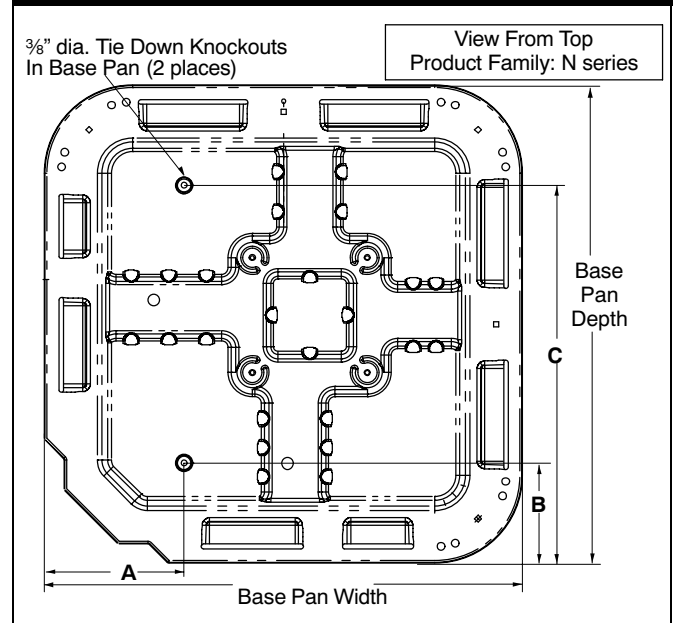 ⅜” dia. Tie Down Knockouts
In Base Pan (2 places)
View From Top
Product Family: N series
Base
Pan
Depth
C
B
A
Base Pan Width